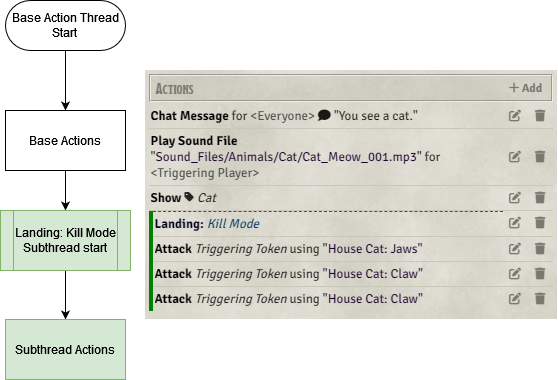 Base Action Thread
Start
Base Actions
Landing: Kill Mode
Subthread start
Subthread Actions
Actions
+ Add
Chat Message for <Everyone> "You see a cat."
Play Sound File
"Sound_Files/Animals/Cat/Cat_Meow_001.mp3" for
<Triggering Player>
Show Cat
Landing: Kill Mode
Attack Triggering Token using "House Cat: Jaws"
Attack Triggering Token using "House Cat: Claw"
Attack Triggering Token using "House Cat: Claw"